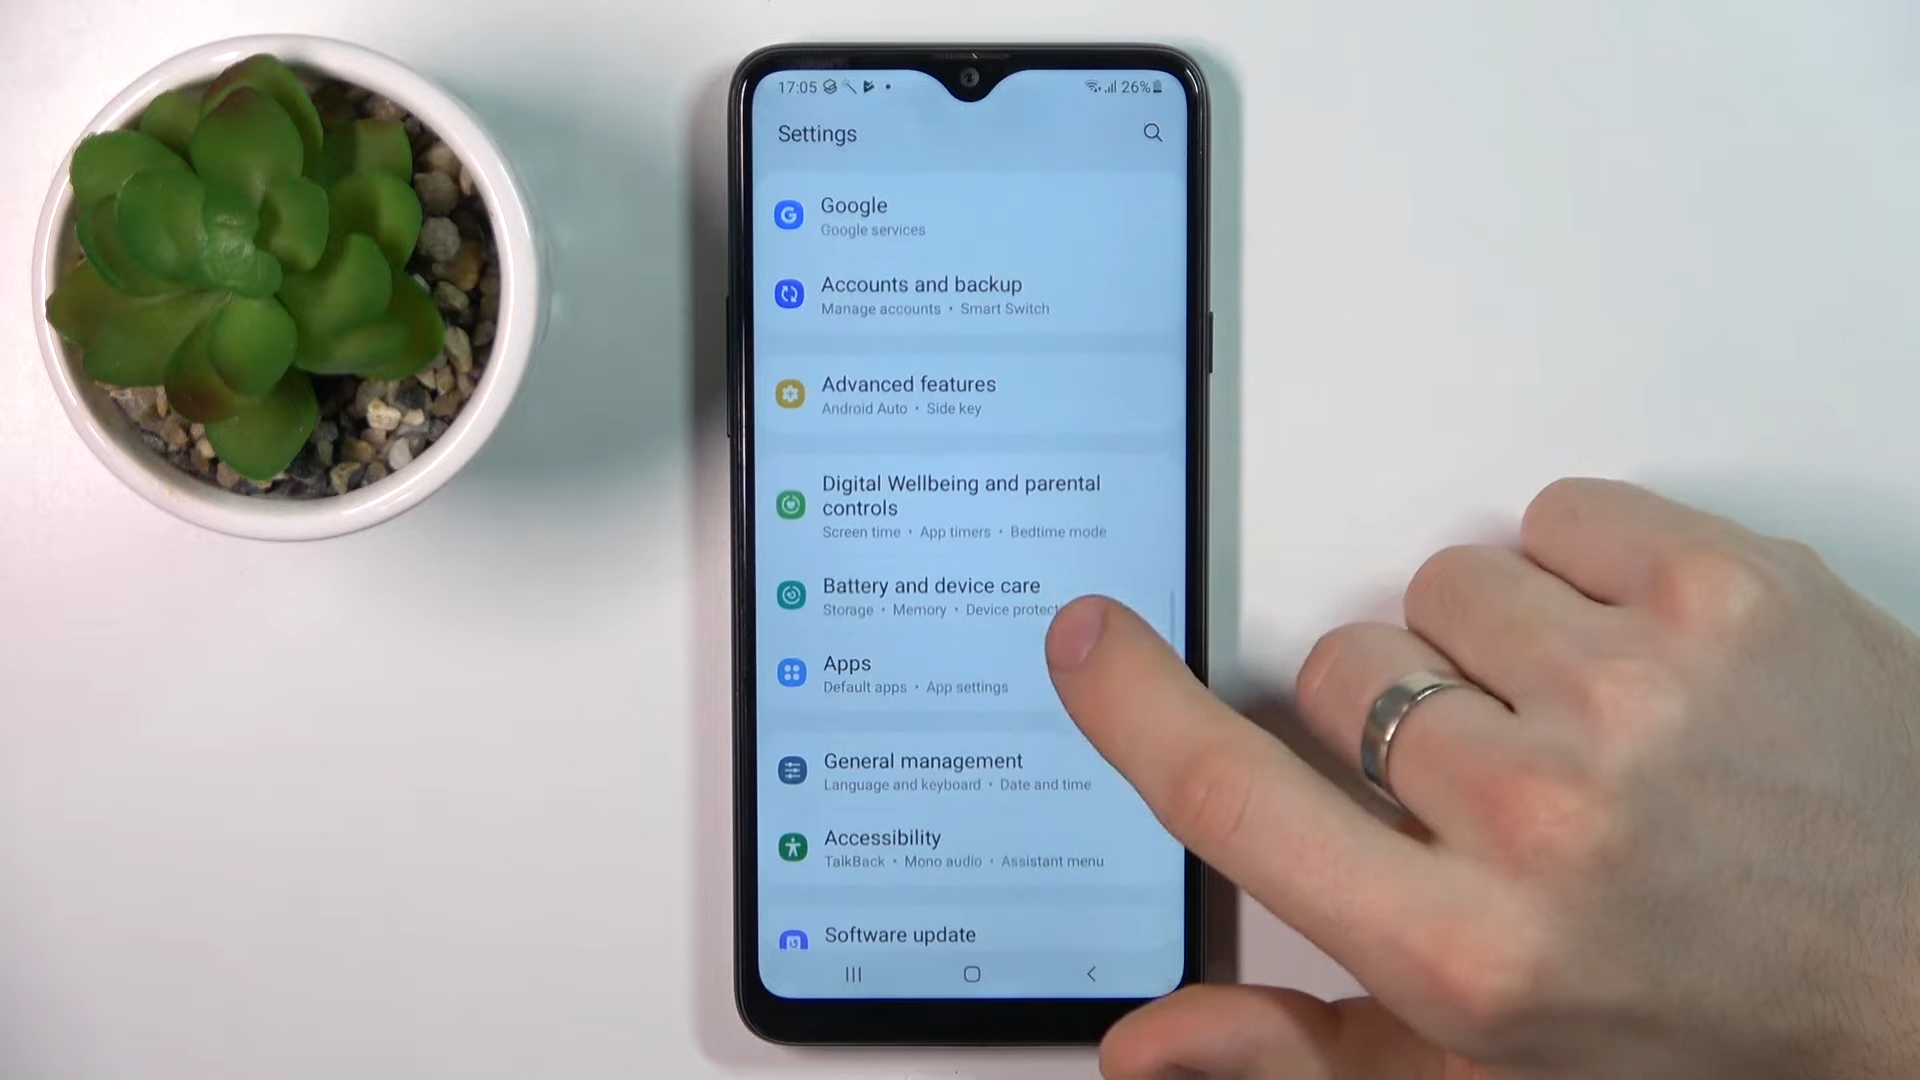 17:05 26%
Settings
Google
Google services
Accounts and backup
Manage accounts • Smart Switch
Advanced features
Android Auto • Side key
Digital Wellbeing and parental
controls
Screen time • App timers • Bedtime mode
Battery and device care
Storage • Memory • Device protect
Apps
Default apps • App settings
General management
Language and keyboard • Date and time
Accessibility
TalkBack • Mono audio • Assistant menu
Software update